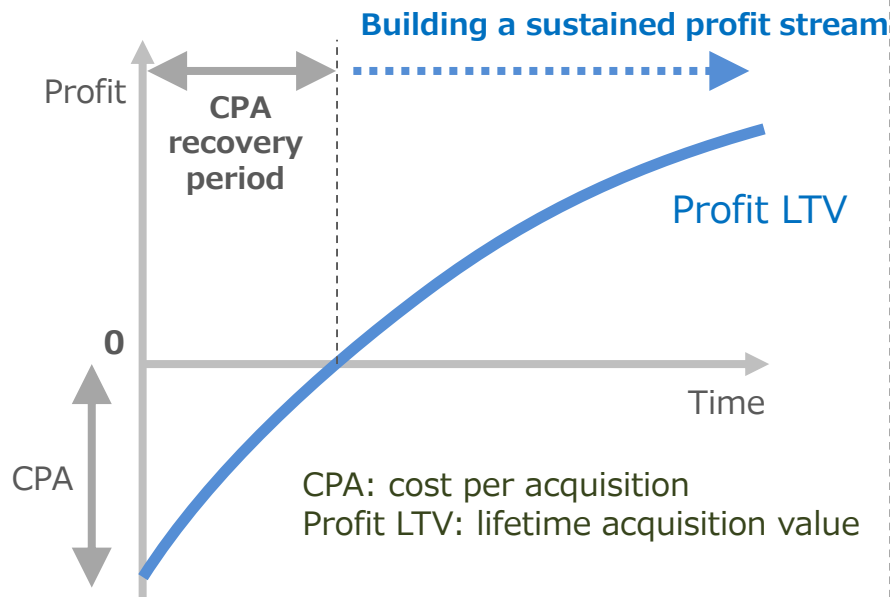 Building a sustained profit stream
Profit
CPA
recovery
period
Profit LTV
0
Time
CPA
CPA: cost per acquisition
Profit LTV: lifetime acquisition value